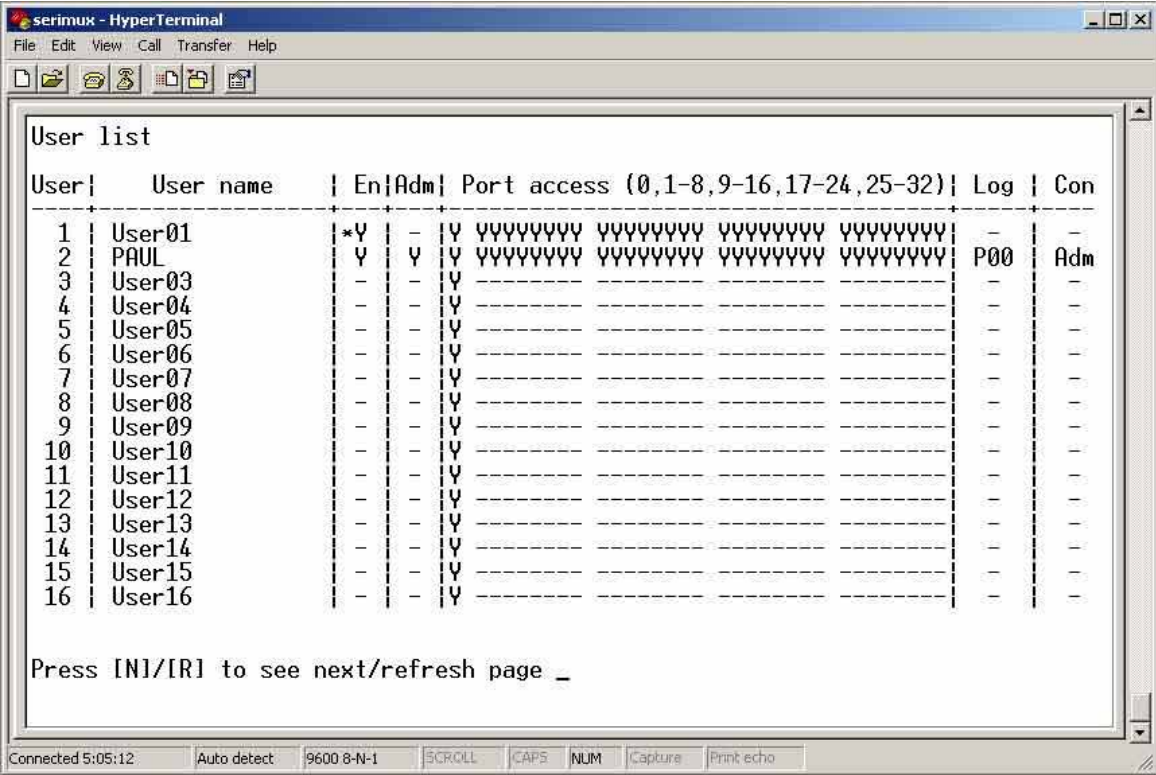 serimux - HyperTerminal
File Edit View Call Transfer Help
User list
User¦ User name ¦ En¦Adm¦ Port access (0,1-8,9-16,17-24,25-32)¦ Log ¦ Con
1 ¦ User01 ¦*Y ¦ - ¦Y YYYYYYYY YYYYYYYY YYYYYYYY YYYYYYYY¦ - ¦ -
2 ¦ PAUL ¦ Y ¦ Y ¦Y YYYYYYYY YYYYYYYY YYYYYYYY YYYYYYYY¦ P00 ¦ Adm
3 ¦ User03 ¦ - ¦ - ¦Y -------- -------- -------- --------¦ - ¦ -
4 ¦ User04 ¦ - ¦ - ¦Y -------- -------- -------- --------¦ - ¦ -
5 ¦ User05 ¦ - ¦ - ¦Y -------- -------- -------- --------¦ - ¦ -
6 ¦ User06 ¦ - ¦ - ¦Y -------- -------- -------- --------¦ - ¦ -
7 ¦ User07 ¦ - ¦ - ¦Y -------- -------- -------- --------¦ - ¦ -
8 ¦ User08 ¦ - ¦ - ¦Y -------- -------- -------- --------¦ - ¦ -
9 ¦ User09 ¦ - ¦ - ¦Y -------- -------- -------- --------¦ - ¦ -
10 ¦ User10 ¦ - ¦ - ¦Y -------- -------- -------- --------¦ - ¦ -
11 ¦ User11 ¦ - ¦ - ¦Y -------- -------- -------- --------¦ - ¦ -
12 ¦ User12 ¦ - ¦ - ¦Y -------- -------- -------- --------¦ - ¦ -
13 ¦ User13 ¦ - ¦ - ¦Y -------- -------- -------- --------¦ - ¦ -
14 ¦ User14 ¦ - ¦ - ¦Y -------- -------- -------- --------¦ - ¦ -
15 ¦ User15 ¦ - ¦ - ¦Y -------- -------- -------- --------¦ - ¦ -
16 ¦ User16 ¦ - ¦ - ¦Y -------- -------- -------- --------¦ - ¦ -
Press [N]/[R] to see next/refresh page _
Connected 5:05:12 Auto detect 9600 8-N-1 SCROLL CAPS NUM Capture Print echo